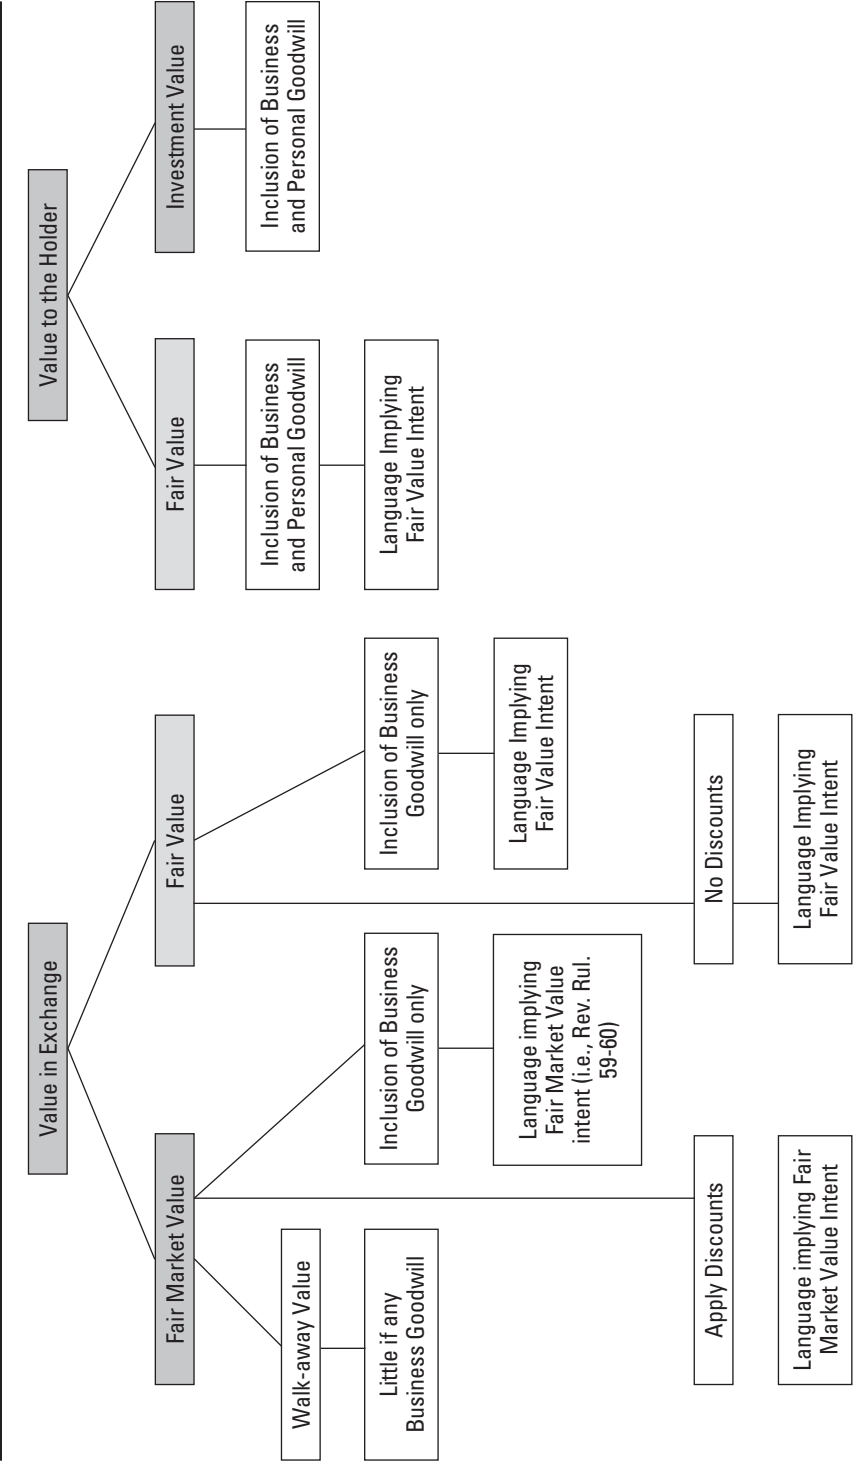 Value in Exchange
Value to the Holder
Fair Market Value
Fair Value
Fair Value
Investment Value
Walk-away Value
Little if any
Business Goodwill
Inclusion of Business
Goodwill only
Language implying
Fair Market Value
intent (i.e., Rev. Rul.
59-60)
Apply Discounts
Language implying Fair
Market Value Intent
Inclusion of Business
Goodwill only
Language Implying
Fair Value Intent
No Discounts
Language Implying
Fair Value Intent
Inclusion of Business
and Personal Goodwill
Language Implying
Fair Value Intent
Inclusion of Business
and Personal Goodwill